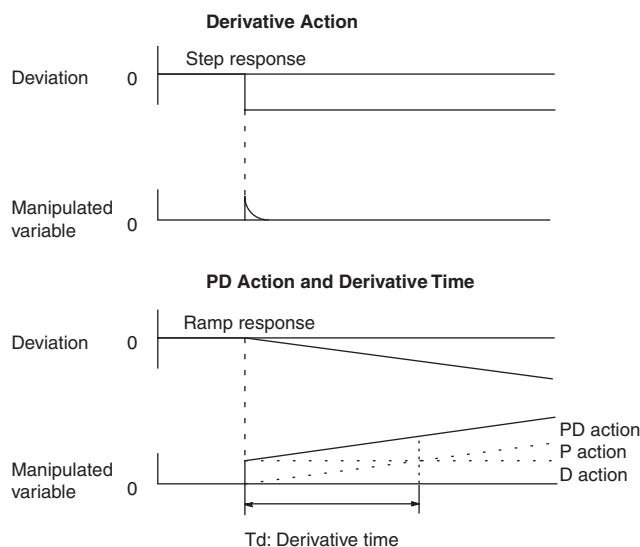 Derivative Action
Step response
Deviation 0
Manipulated
variable 0
PD Action and Derivative Time
Ramp response
Deviation 0
PD action
P action
Manipulated
variable 0
D action
Td: Derivative time